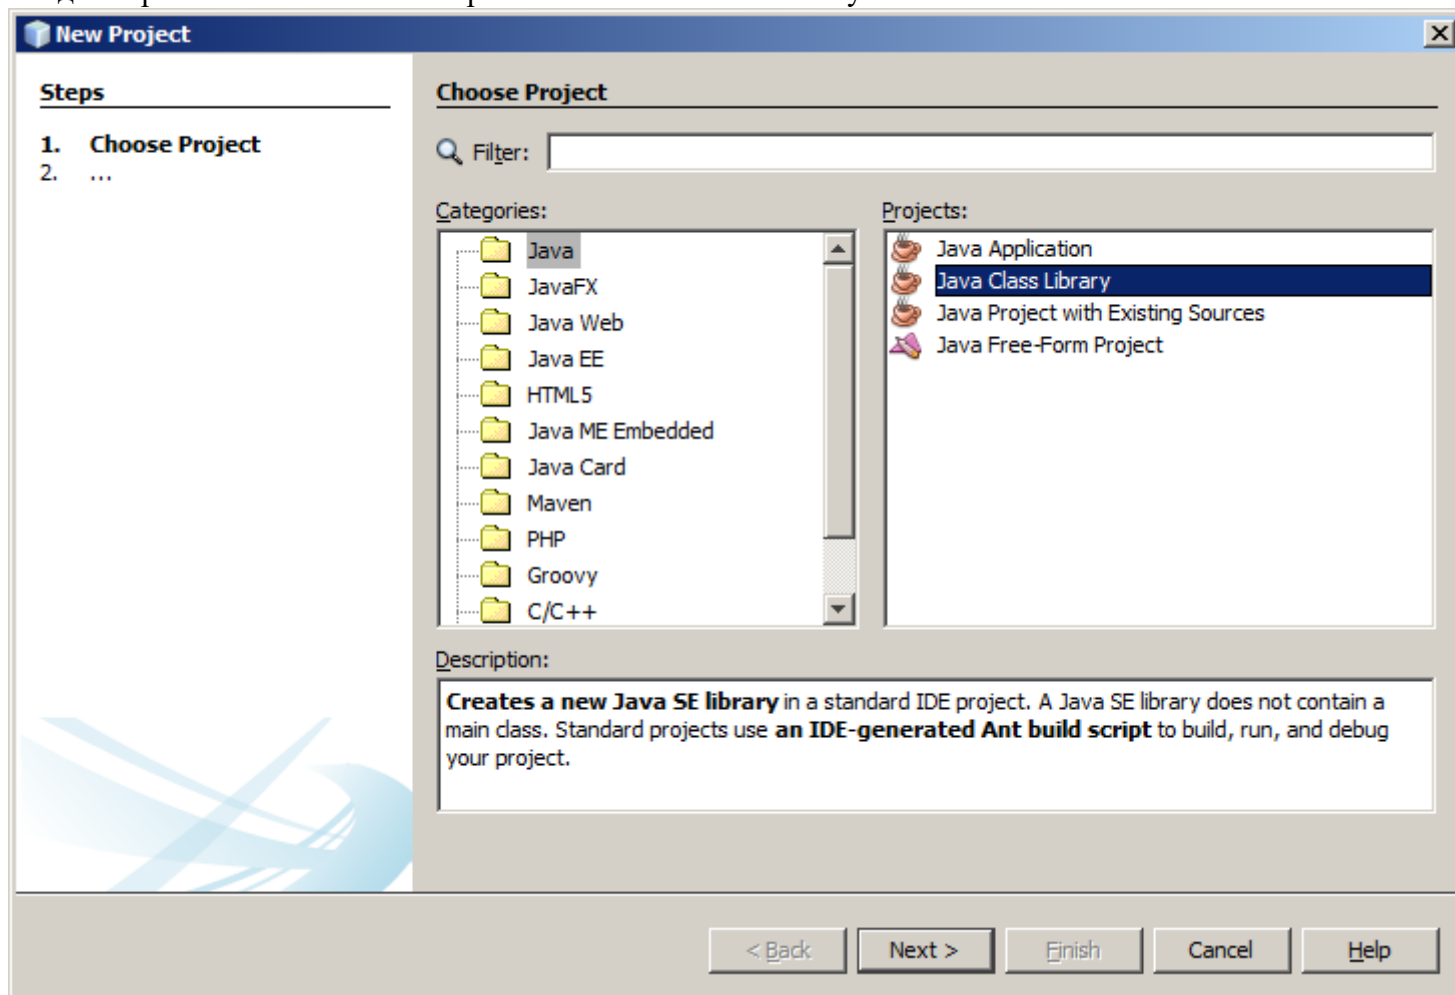 New Project
Steps
1. Choose Project
2. ...
Choose Project
Filter:
Categories:
Java
JavaFX
Java Web
Java EE
HTML5
Java ME Embedded
Java Card
Maven
PHP
Groovy
C/C++
Projects:
Java Application
Java Class Library
Java Project with Existing Sources
Java Free-Form Project
Description:
Creates a new Java SE library in a standard IDE project. A Java SE library does not contain a
main class. Standard projects use an IDE-generated Ant build script to build, run, and debug
your project.
< Back
Next >
Finish
Cancel
Help